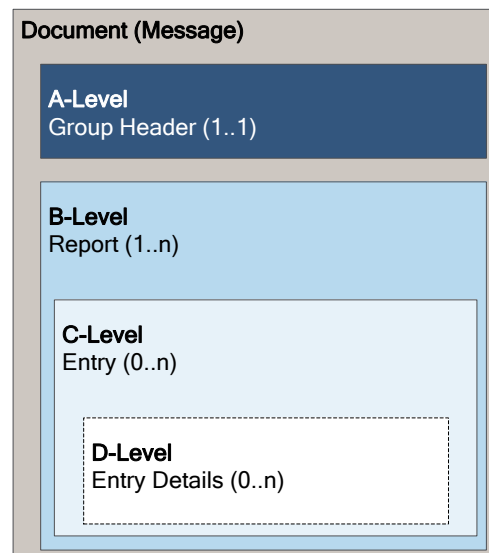 Document (Message)
A-Level
Group Header (1..1)
B-Level
Report (1..n)
C-Level
Entry (0..n)
D-Level
Entry Details (0..n)